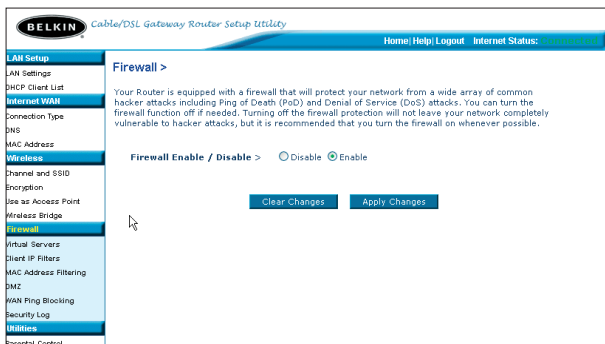 BELKIN
Cable/DSL Gateway Router Setup Utility
Home| Help| Logout Internet Status:
LAN Setup
LAN Settings
DHCP Client List
Internet WAN
Connection Type
DNS
MAC Address
Wireless
Channel and SSID
Encryption
Use as Access Point
Wireless Bridge
Firewall
Virtual Servers
Client IP Filters
MAC Address Filtering
DMZ
WAN Ping Blocking
Security Log
Utilities
Parental Control
Firewall >
Your Router is equipped with a firewall that will protect your network from a wide array of common
hacker attacks including Ping of Death (PoD) and Denial of Service (DoS) attacks. You can turn the
firewall function off if needed. Turning off the firewall protection will not leave your network completely
vulnerable to hacker attacks, but it is recommended that you turn the firewall on whenever possible.
Firewall Enable / Disable > Disable Enable
Clear Changes Apply Changes